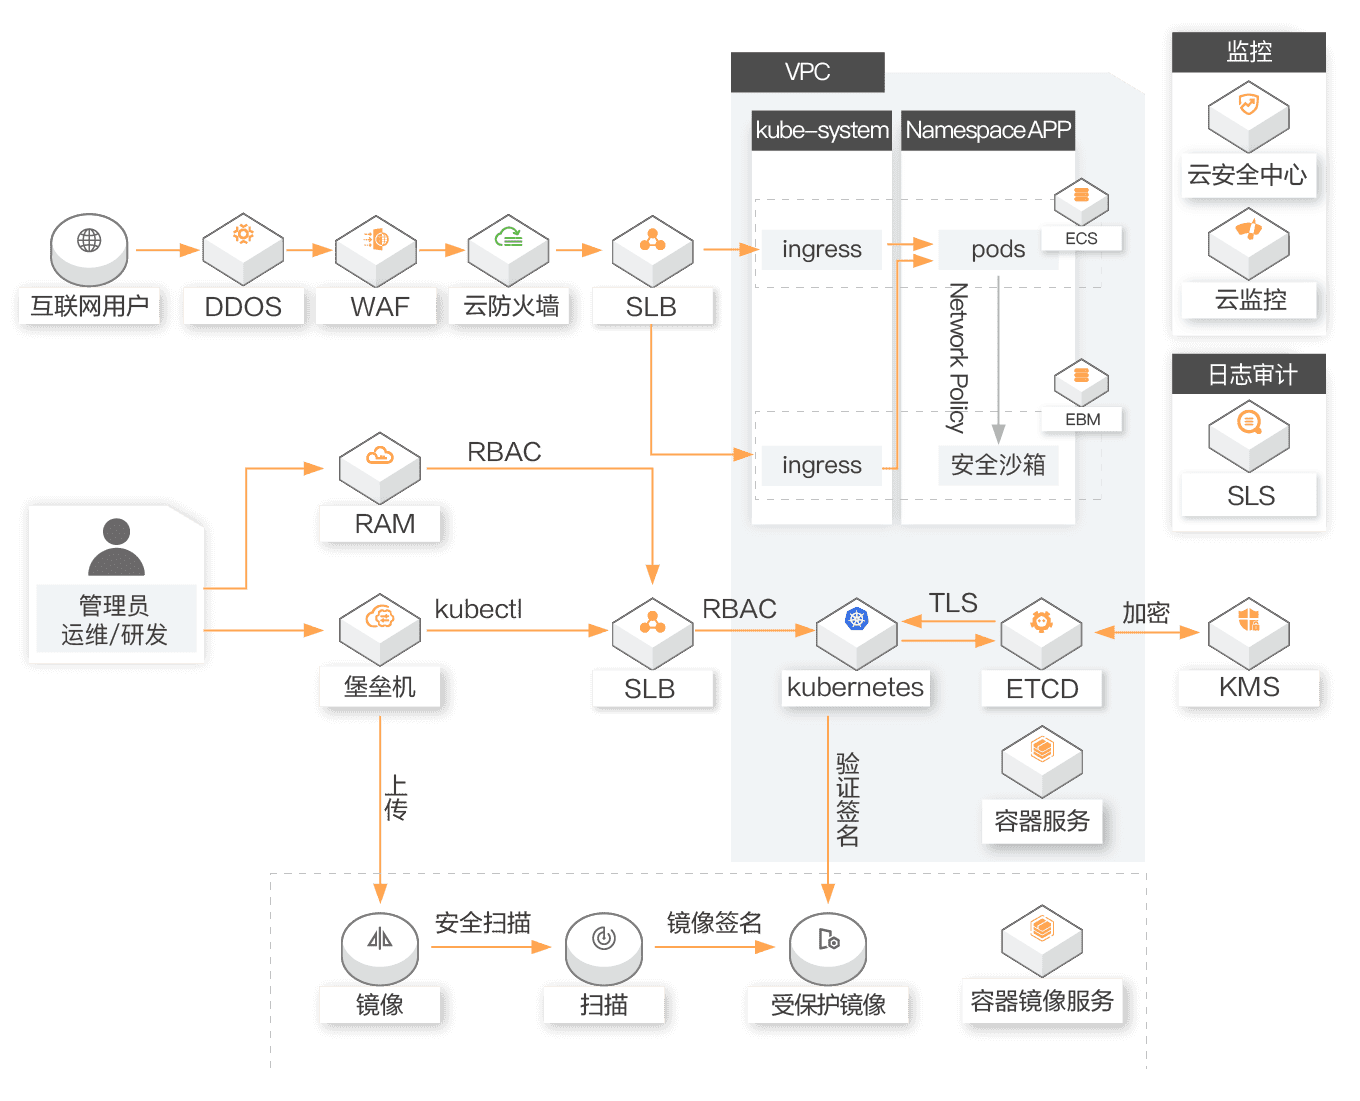 VPC
kube-system
Namespace APP
监控
云安全中心
云监控
日志审计
SLS
互联网用户
DDOS
WAF
云防火墙
SLB
ingress
pods
ECS
Network Policy
EBM
ingress
安全沙箱
RBAC
RAM
管理员
运维/研发
堡垒机
kubectl
SLB
RBAC
kubernetes
TLS
ETCD
加密
KMS
容器服务
上传
验证签名
镜像
安全扫描
扫描
镜像签名
受保护镜像
容器镜像服务